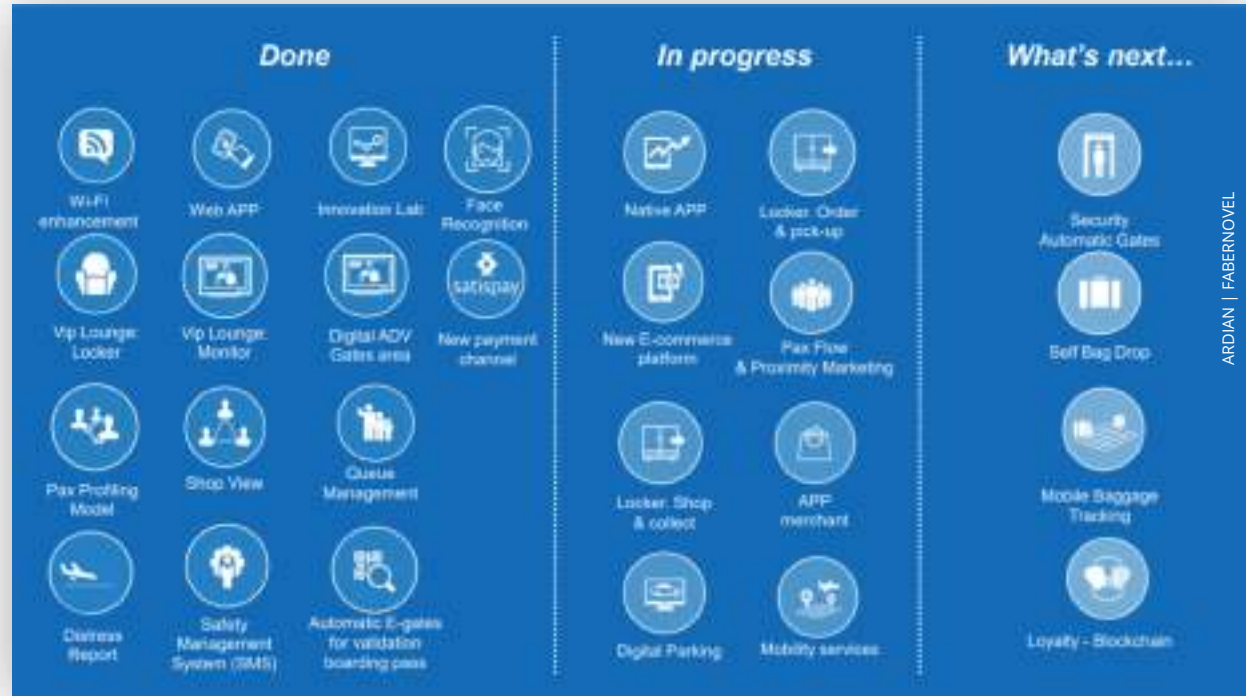 Done
In progress
What's next...
Wi-Fi
enhancement
Web APP
Innovation Lab
Face
Recognition
Vip Lounge:
Locker
Vip Lounge:
Monitor
Digital ADV
Gates area
satispay
New payment
channel
Pax Profiling
Model
Shop View
Queue
Management
Distress
Report
Safety
Management
System (SMS)
Automatic E-gates
for validation
boarding pass
Native APP
Locker: Order
& pick-up
New E-commerce
platform
Pax Flow
& Proximity Marketing
Locker: Shop
& collect
APP
merchant
Digital Parking
Mobility services
Security
Automatic Gates
Self Bag Drop
Mobile Baggage
Tracking
Loyalty - Blockchain
ARDIAN | FABERNOVEL